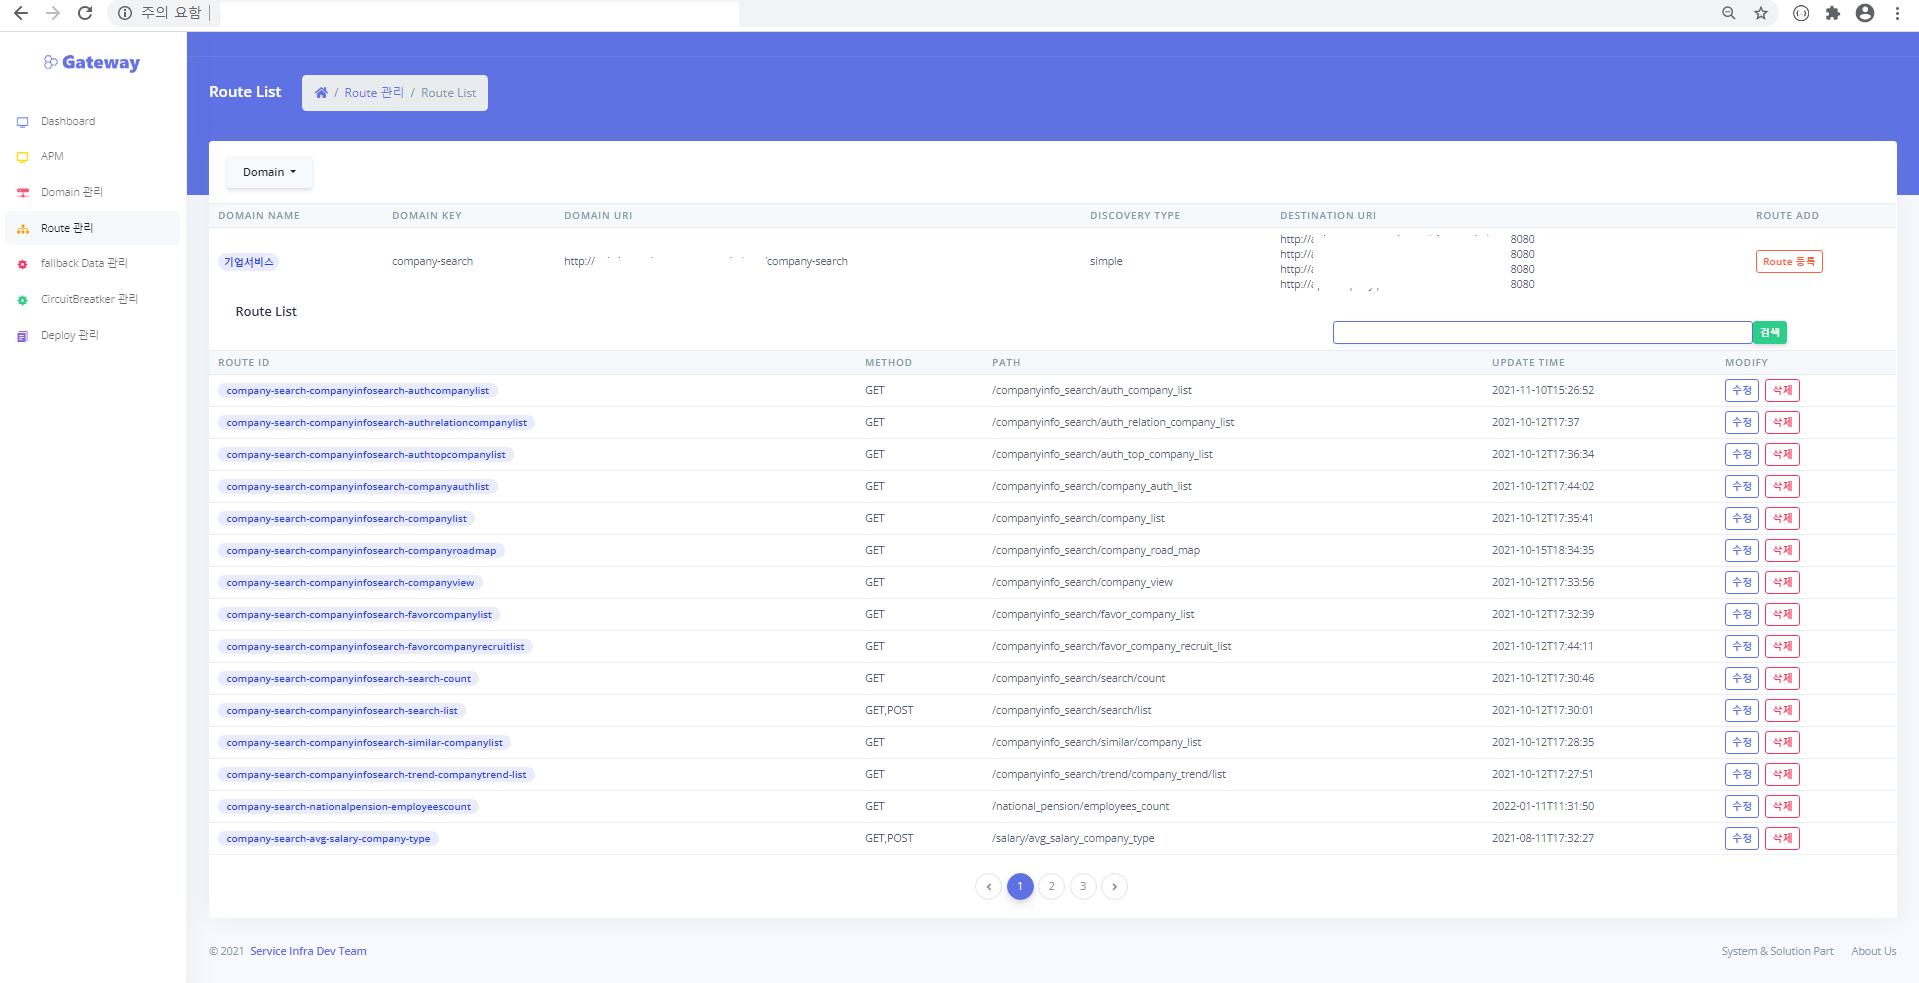 주의 요함
Gateway
Dashboard
APM
Domain 관리
Route 관리
fallback Data 관리
CircuitBreatker 관리
Deploy 관리
Route List / Route 관리 / Route List
Domain
DOMAIN NAME DOMAIN KEY DOMAIN URI DISCOVERY TYPE DESTINATION URI ROUTE ADD
기업서비스 company-search http:// /company-search simple
http:// 8080
http:// 8080
http:// 8080
http:// 8080
Route 등록
Route List
검색
ROUTE ID METHOD PATH UPDATE TIME MODIFY
company-search-companyinfosearch-authcompanylist GET /companyinfo_search/auth_company_list 2021-11-10T15:26:52 수정 삭제
company-search-companyinfosearch-authrelationcompanylist GET /companyinfo_search/auth_relation_company_list 2021-10-12T17:37 수정 삭제
company-search-companyinfosearch-authtopcompanylist GET /companyinfo_search/auth_top_company_list 2021-10-12T17:36:34 수정 삭제
company-search-companyinfosearch-companyauthlist GET /companyinfo_search/company_auth_list 2021-10-12T17:44:02 수정 삭제
company-search-companyinfosearch-companylist GET /companyinfo_search/company_list 2021-10-12T17:35:41 수정 삭제
company-search-companyinfosearch-companyroadmap GET /companyinfo_search/company_road_map 2021-10-15T18:34:35 수정 삭제
company-search-companyinfosearch-companyview GET /companyinfo_search/company_view 2021-10-12T17:33:56 수정 삭제
company-search-companyinfosearch-favorcompanylist GET /companyinfo_search/favor_company_list 2021-10-12T17:32:39 수정 삭제
company-search-companyinfosearch-favorcompanyrecruitlist GET /companyinfo_search/favor_company_recruit_list 2021-10-12T17:44:11 수정 삭제
company-search-companyinfosearch-search-count GET /companyinfo_search/search/count 2021-10-12T17:30:46 수정 삭제
company-search-companyinfosearch-search-list GET,POST /companyinfo_search/search/list 2021-10-12T17:30:01 수정 삭제
company-search-companyinfosearch-similar-companylist GET /companyinfo_search/similar/company_list 2021-10-12T17:28:35 수정 삭제
company-search-companyinfosearch-trend-companytrend-list GET /companyinfo_search/trend/company_trend/list 2021-10-12T17:27:51 수정 삭제
company-search-nationalpension-employeescount GET /national_pension/employees_count 2022-01-11T11:31:50 수정 삭제
company-search-avg-salary-company-type GET,POST /salary/avg_salary_company_type 2021-08-11T17:32:27 수정 삭제
1 2 3
© 2021 Service Infra Dev Team System & Solution Part About Us